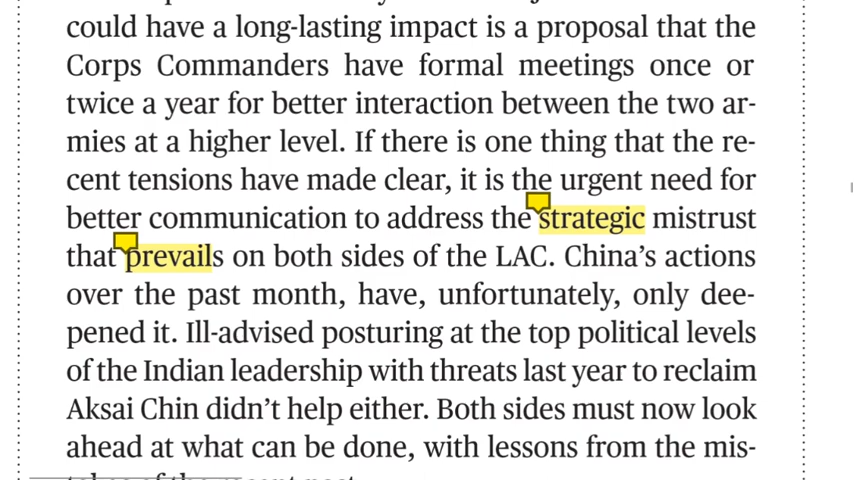 could have a long-lasting impact is a proposal that the
Corps Commanders have formal meetings once or
twice a year for better interaction between the two ar-
mies at a higher level. If there is one thing that the re-
cent tensions have made clear, it is the urgent need for
better communication to address the strategic mistrust
that prevails on both sides of the LAC. China's actions
over the past month, have, unfortunately, only dee-
pened it. Ill-advised posturing at the top political levels
of the Indian leadership with threats last year to reclaim
Aksai Chin didn't help either. Both sides must now look
ahead at what can be done, with lessons from the mis-